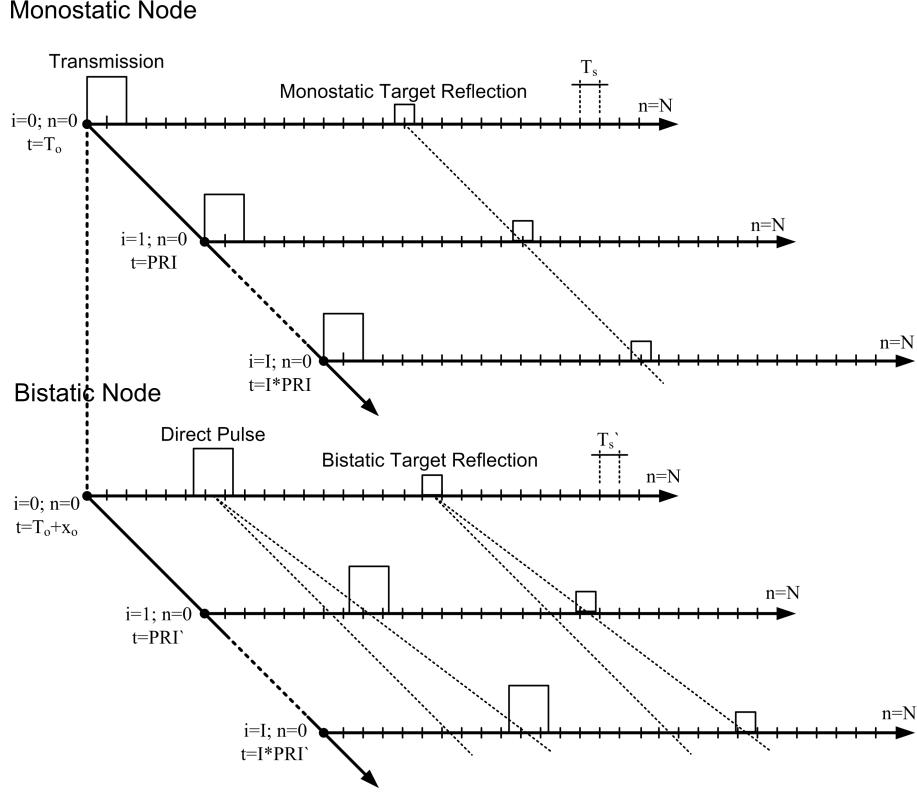 Monostatic Node
Transmission
Monostatic Target Reflection
Ts
n=N
i=0; n=0
t=To
i=1; n=0
t=PRI
n=N
i=I; n=0
t=I*PRI
n=N
Bistatic Node
Direct Pulse
Bistatic Target Reflection
Ts`
n=N
i=0; n=0
t=To+xo
i=1; n=0
t=PRI`
n=N
i=I; n=0
t=I*PRI`
n=N